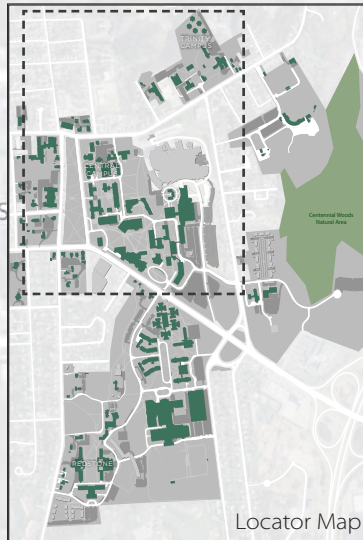 TRINITY
CAMPUS
CENTRAL
CAMPUS
Centennial Woods
Natural Area
REDSTONE
Locator Map